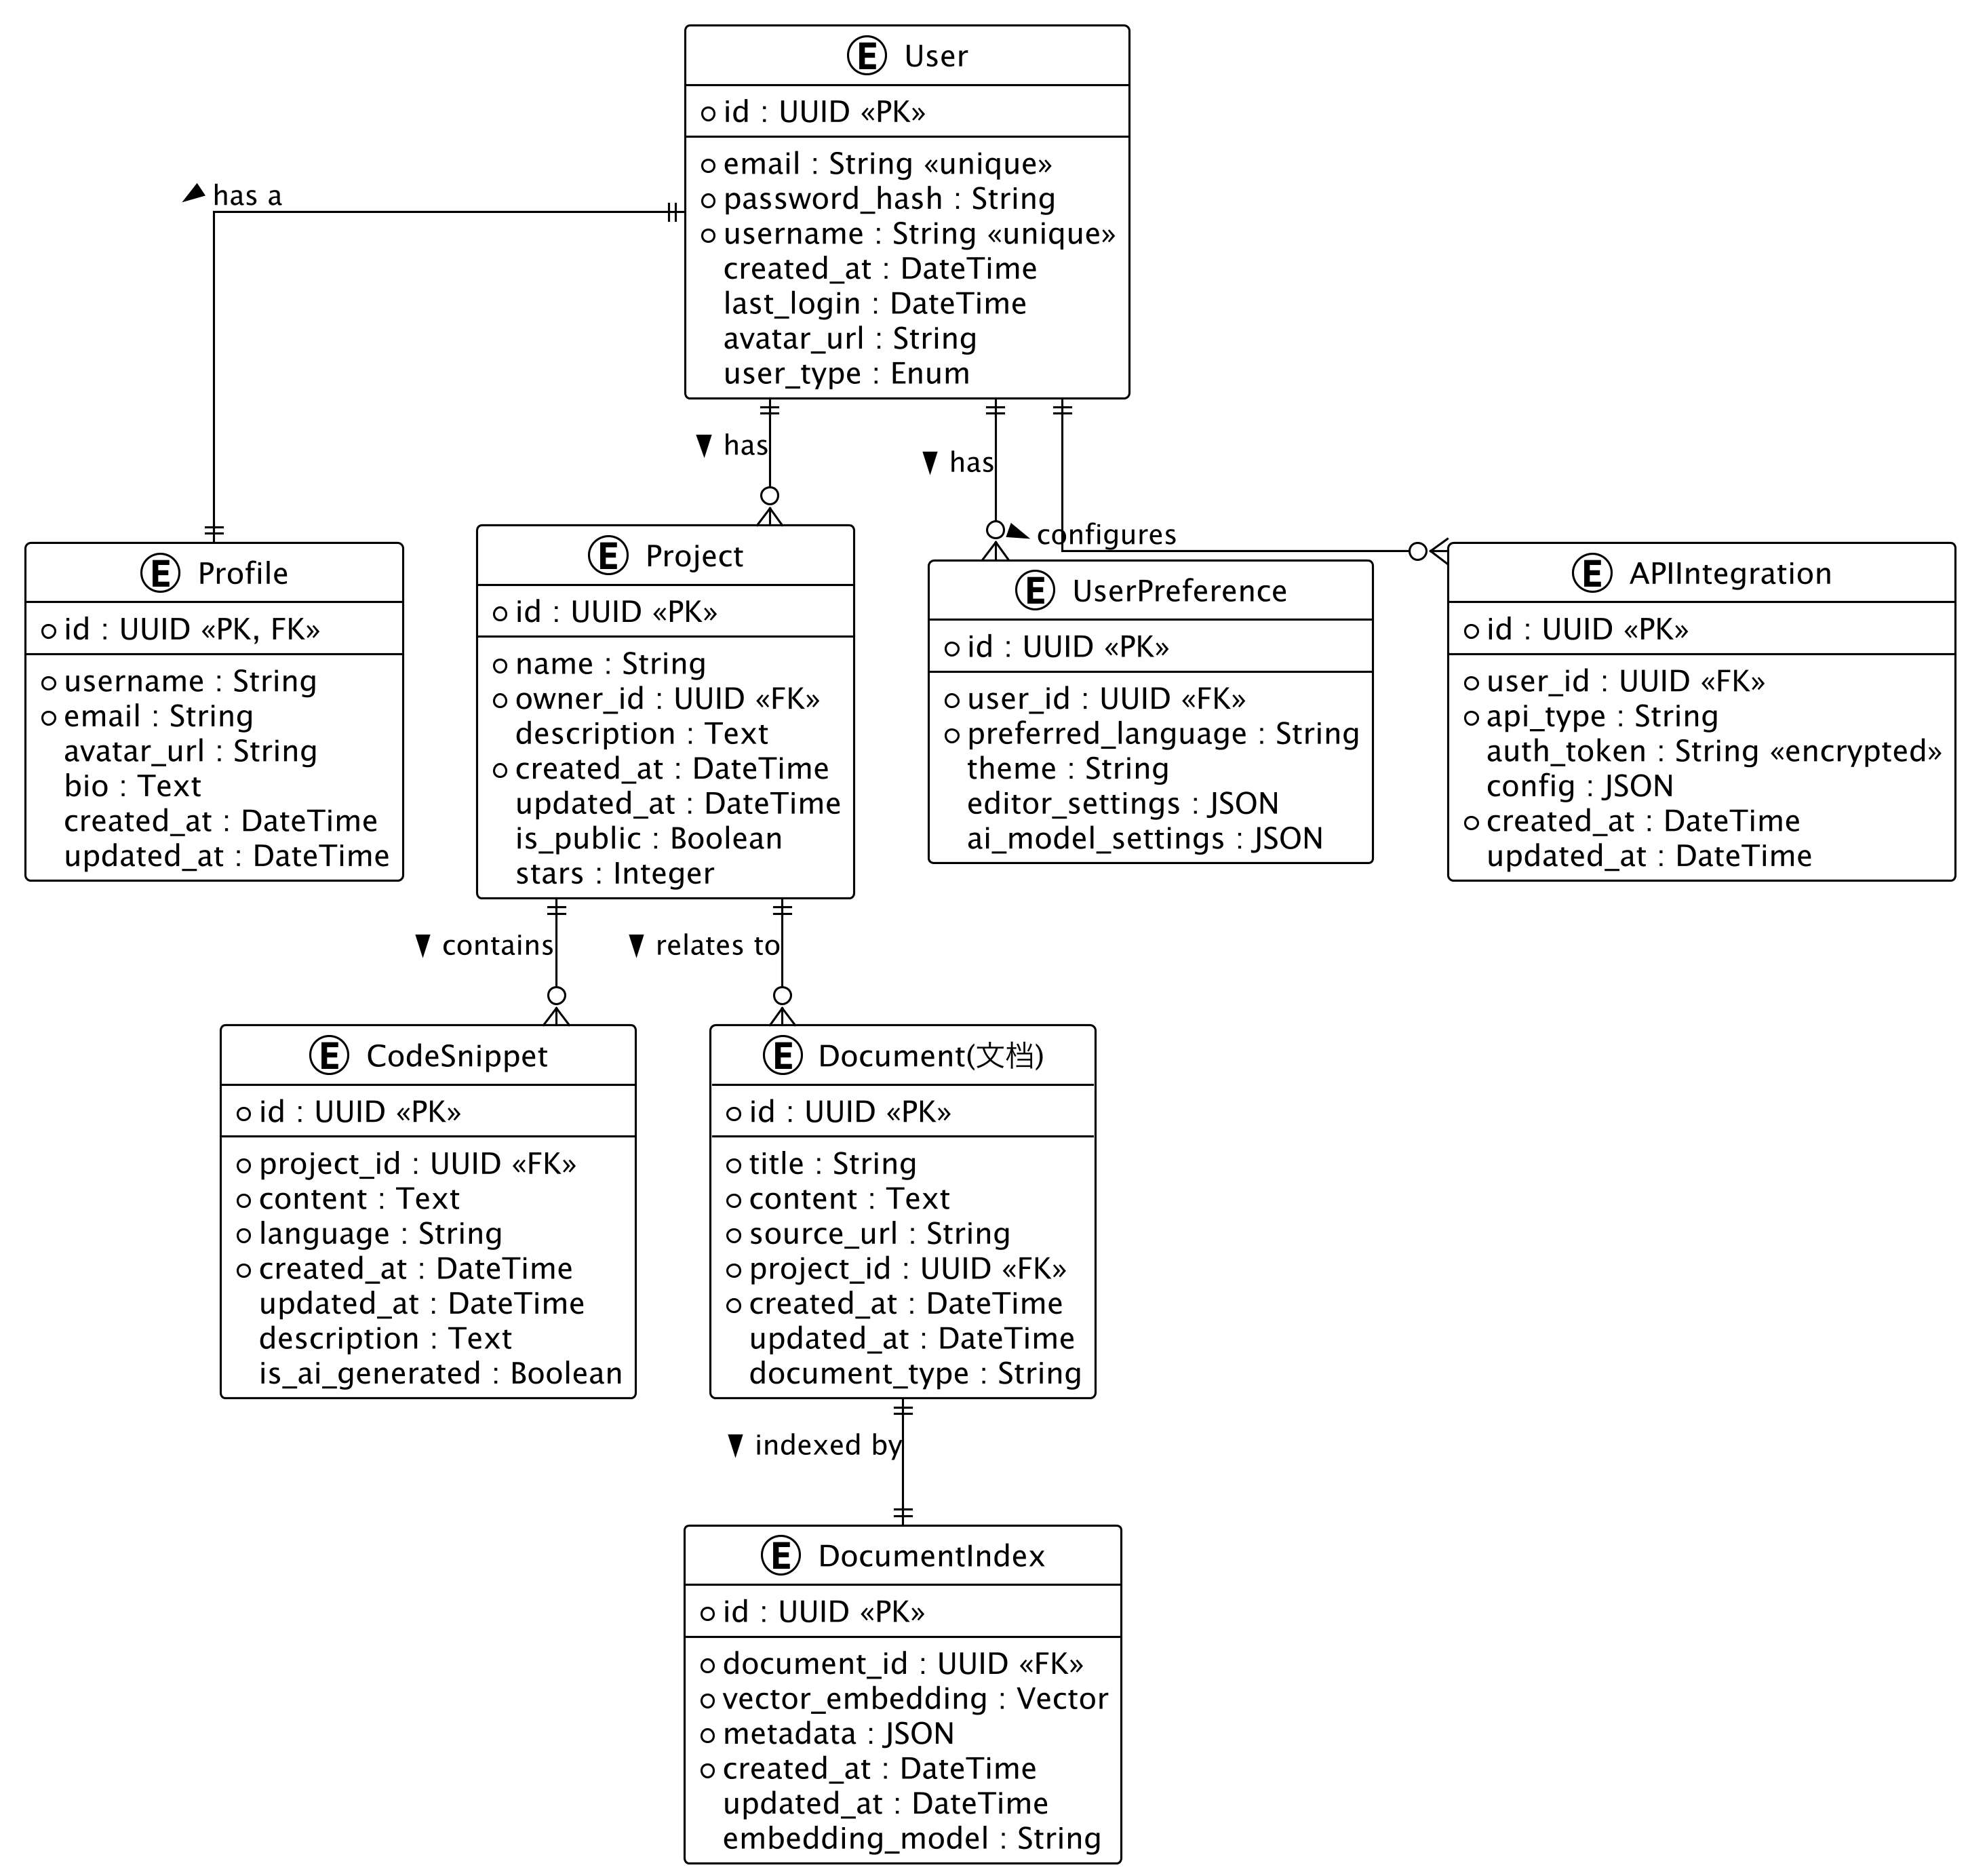 E User
id : UUID «PK»
email : String «unique»
password_hash : String
username : String «unique»
created_at : DateTime
last_login : DateTime
avatar_url : String
user_type : Enum
has a
has
has
configures
E Profile
id : UUID «PK, FK»
username : String
email : String
avatar_url : String
bio : Text
created_at : DateTime
updated_at : DateTime
E Project
id : UUID «PK»
name : String
owner_id : UUID «FK»
description : Text
created_at : DateTime
updated_at : DateTime
is_public : Boolean
stars : Integer
E UserPreference
id : UUID «PK»
user_id : UUID «FK»
preferred_language : String
theme : String
editor_settings : JSON
ai_model_settings : JSON
E APIIntegration
id : UUID «PK»
user_id : UUID «FK»
api_type : String
auth_token : String «encrypted»
config : JSON
created_at : DateTime
updated_at : DateTime
contains
relates to
E CodeSnippet
id : UUID «PK»
project_id : UUID «FK»
content : Text
language : String
created_at : DateTime
updated_at : DateTime
description : Text
is_ai_generated : Boolean
E Document(文档)
id : UUID «PK»
title : String
content : Text
source_url : String
project_id : UUID «FK»
created_at : DateTime
updated_at : DateTime
document_type : String
indexed by
E DocumentIndex
id : UUID «PK»
document_id : UUID «FK»
vector_embedding : Vector
metadata : JSON
created_at : DateTime
updated_at : DateTime
embedding_model : String